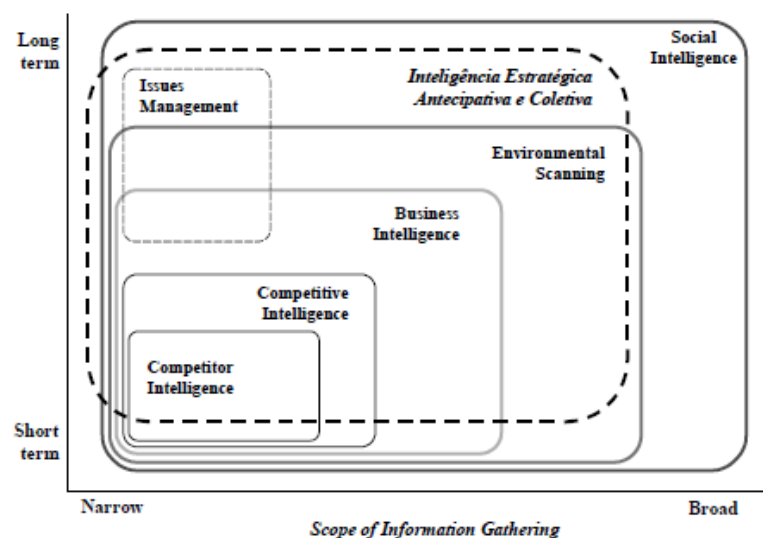 Long
term
Social
Intelligence
Issues
Management
Inteligência Estratégica
Antecipativa e Coletiva
Environmental
Scanning
Business
Intelligence
Competitive
Intelligence
Competitor
Intelligence
Short
term
Narrow
Broad
Scope of Information Gathering